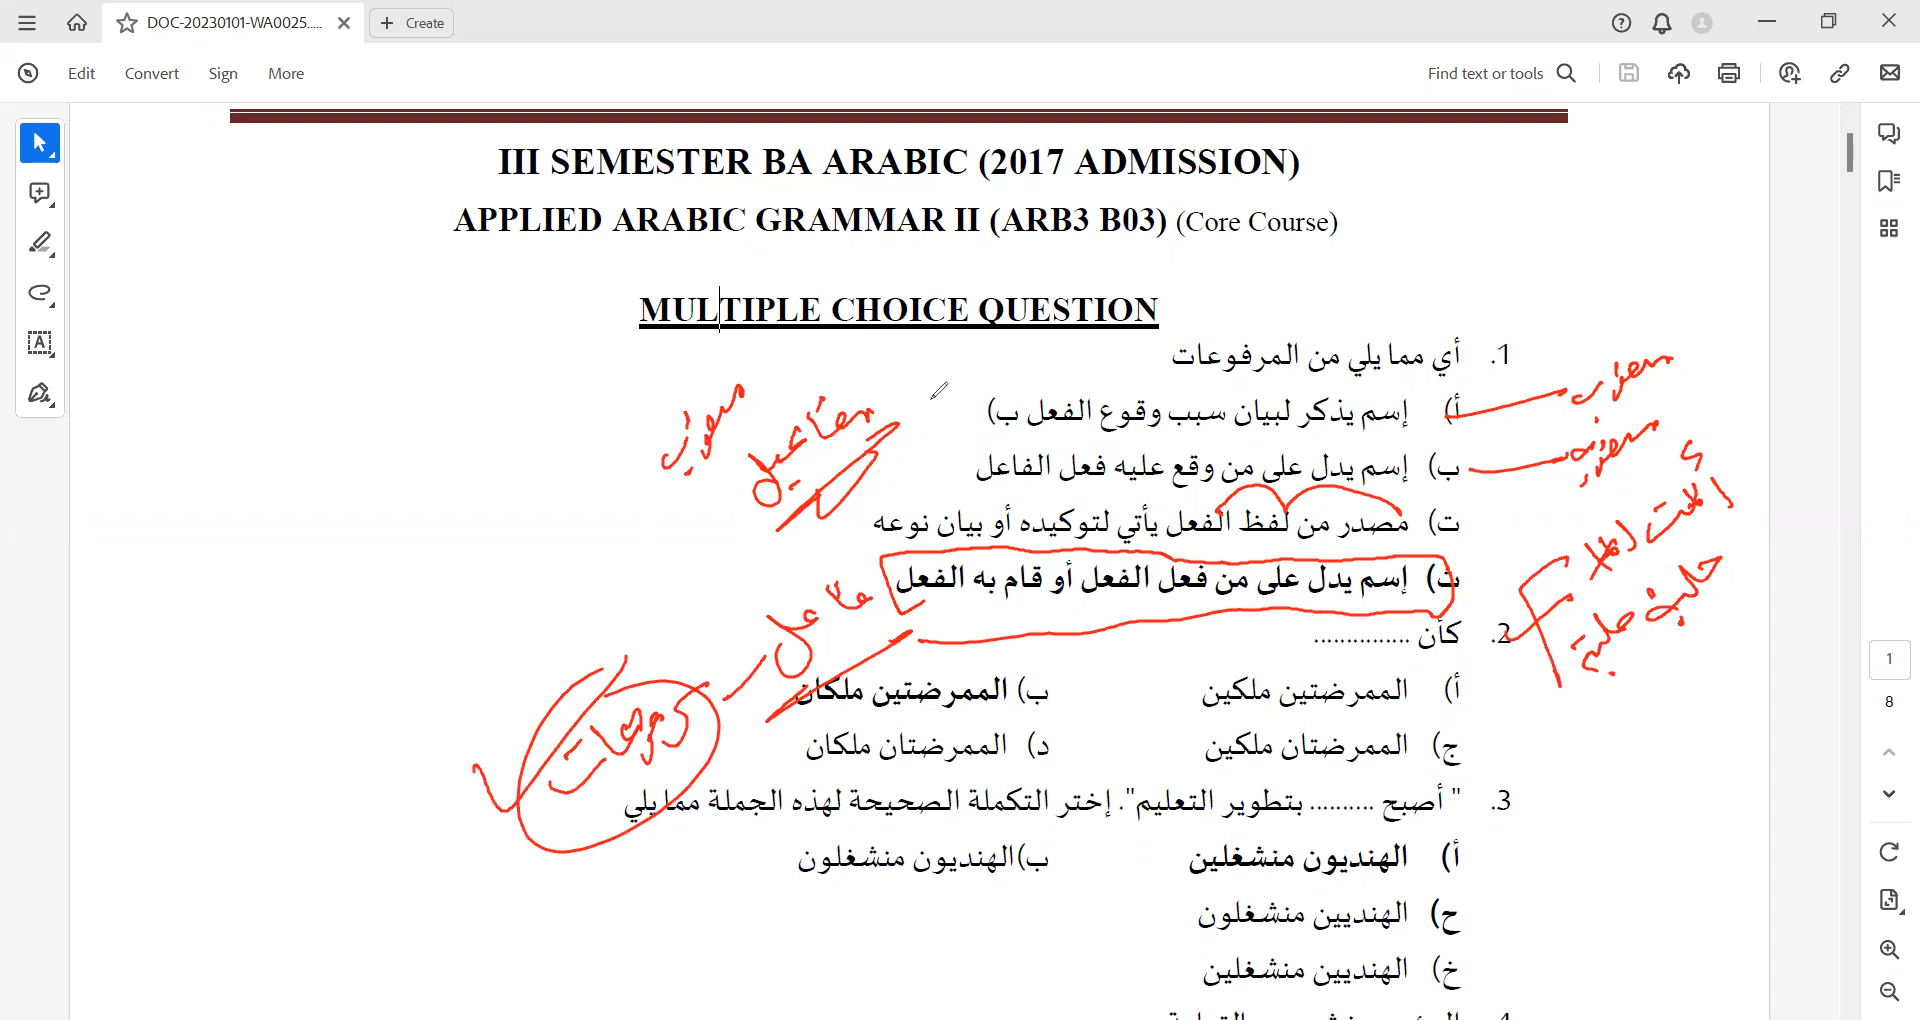 DOC-20230101-WA0025.....
Create
Edit
Convert
Sign
More
Find text or tools
III SEMESTER BA ARABIC (2017 ADMISSION)
APPLIED ARABIC GRAMMAR II (ARB3 B03) (Core Course)
MULTIPLE CHOICE QUESTION
1. أي مما يلي من المرفوعات
أ) إسم يذكر لبيان سبب وقوع الفعل ب)
ب) إسم يدل على من وقع عليه فعل الفاعل
ت) مصدر من لفظ الفعل يأتي لتوكيده أو بيان نوعه
ث) إسم يدل على من فعل الفعل أو قام به الفعل
مفاعيل
فاعل
مرفوعات
2. كأن ...............
أ) الممرضتين ملكين ب) الممرضتين ملكان
ج) الممرضتان ملكين د) الممرضتان ملكان
3. " أصبح .......... بتطوير التعليم". إختر التكملة الصحيحة لهذه الجملة ممايلي
أ) الهنديون منشغلين ب)الهنديون منشغلون
ح) الهنديين منشغلون
خ) الهنديين منشغلين
1
8